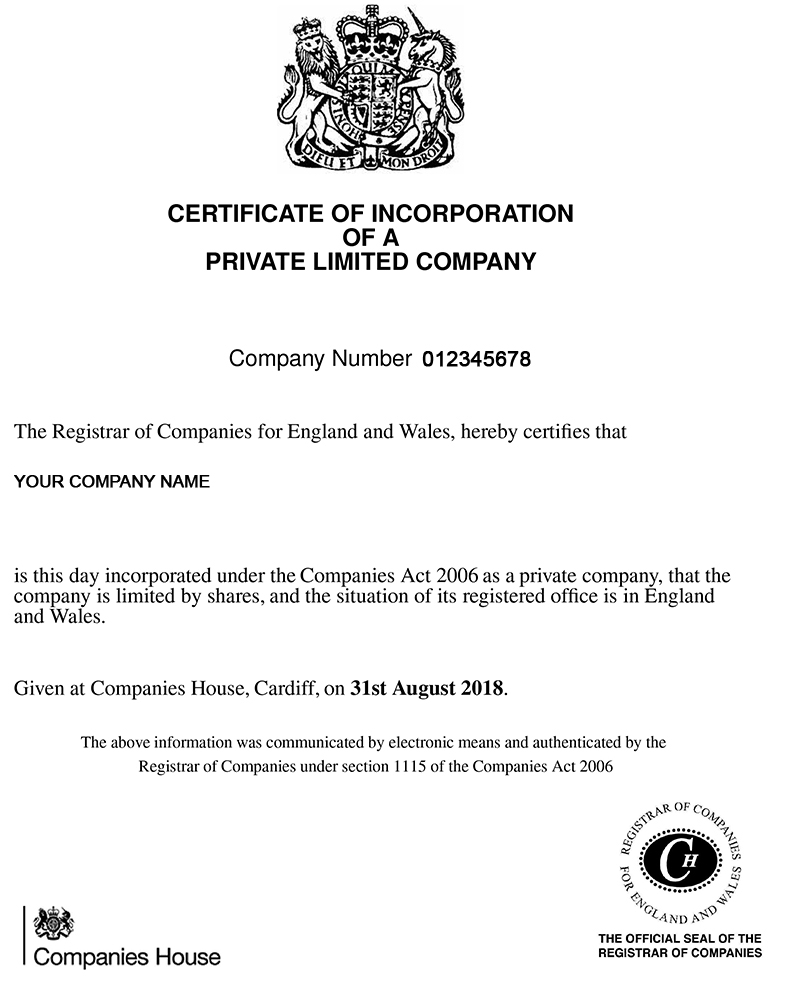 QUI MAL
HONI
PENSE
DIEU ET MON DROIT
CERTIFICATE OF INCORPORATION
OF A
PRIVATE LIMITED COMPANY
Company Number 012345678
The Registrar of Companies for England and Wales, hereby certifies that
YOUR COMPANY NAME
is this day incorporated under the Companies Act 2006 as a private company, that the
company is limited by shares, and the situation of its registered office is in England
and Wales.
Given at Companies House, Cardiff, on 31st August 2018.
The above information was communicated by electronic means and authenticated by the
Registrar of Companies under section 1115 of the Companies Act 2006
REGISTRAR OF COMPANIES
FOR ENGLAND AND WALES
CH
THE OFFICIAL SEAL OF THE
REGISTRAR OF COMPANIES
Companies House